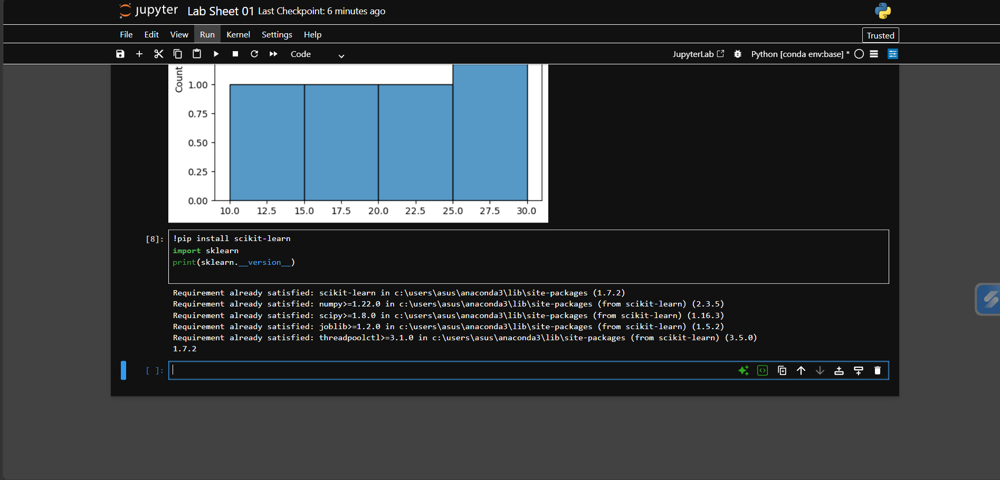 jupyter Lab Sheet 01 Last Checkpoint: 6 minutes ago
File Edit View Run Kernel Settings Help
Trusted
Code
JupyterLab
Python [conda env:base] *
Count
1.00
0.75
0.50
0.25
0.00
10.0 12.5 15.0 17.5 20.0 22.5 25.0 27.5 30.0
[8]:
!pip install scikit-learn
import sklearn
print(sklearn.__version__)
Requirement already satisfied: scikit-learn in c:\users\asus\anaconda3\lib\site-packages (1.7.2)
Requirement already satisfied: numpy>=1.22.0 in c:\users\asus\anaconda3\lib\site-packages (from scikit-learn) (2.3.5)
Requirement already satisfied: scipy>=1.8.0 in c:\users\asus\anaconda3\lib\site-packages (from scikit-learn) (1.16.3)
Requirement already satisfied: joblib>=1.2.0 in c:\users\asus\anaconda3\lib\site-packages (from scikit-learn) (1.5.2)
Requirement already satisfied: threadpoolctl>=3.1.0 in c:\users\asus\anaconda3\lib\site-packages (from scikit-learn) (3.5.0)
1.7.2
[ ]: